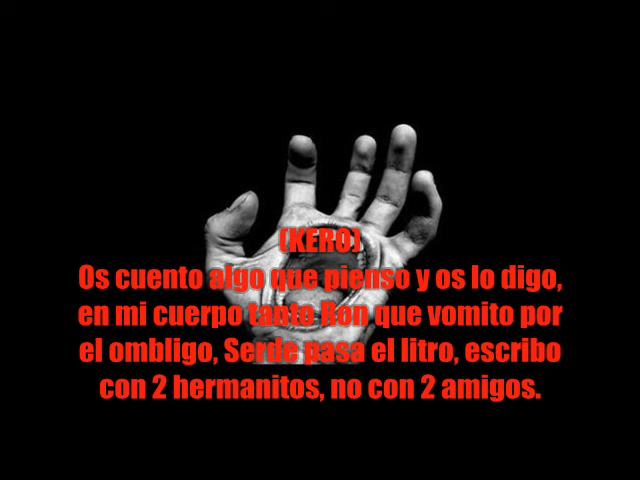 (KERO)
Os cuento algo que pienso y os lo digo,
en mi cuerpo tanto Ron que vomito por
el ombligo, Serde pasa el litro, escribo
con 2 hermanitos, no con 2 amigos.